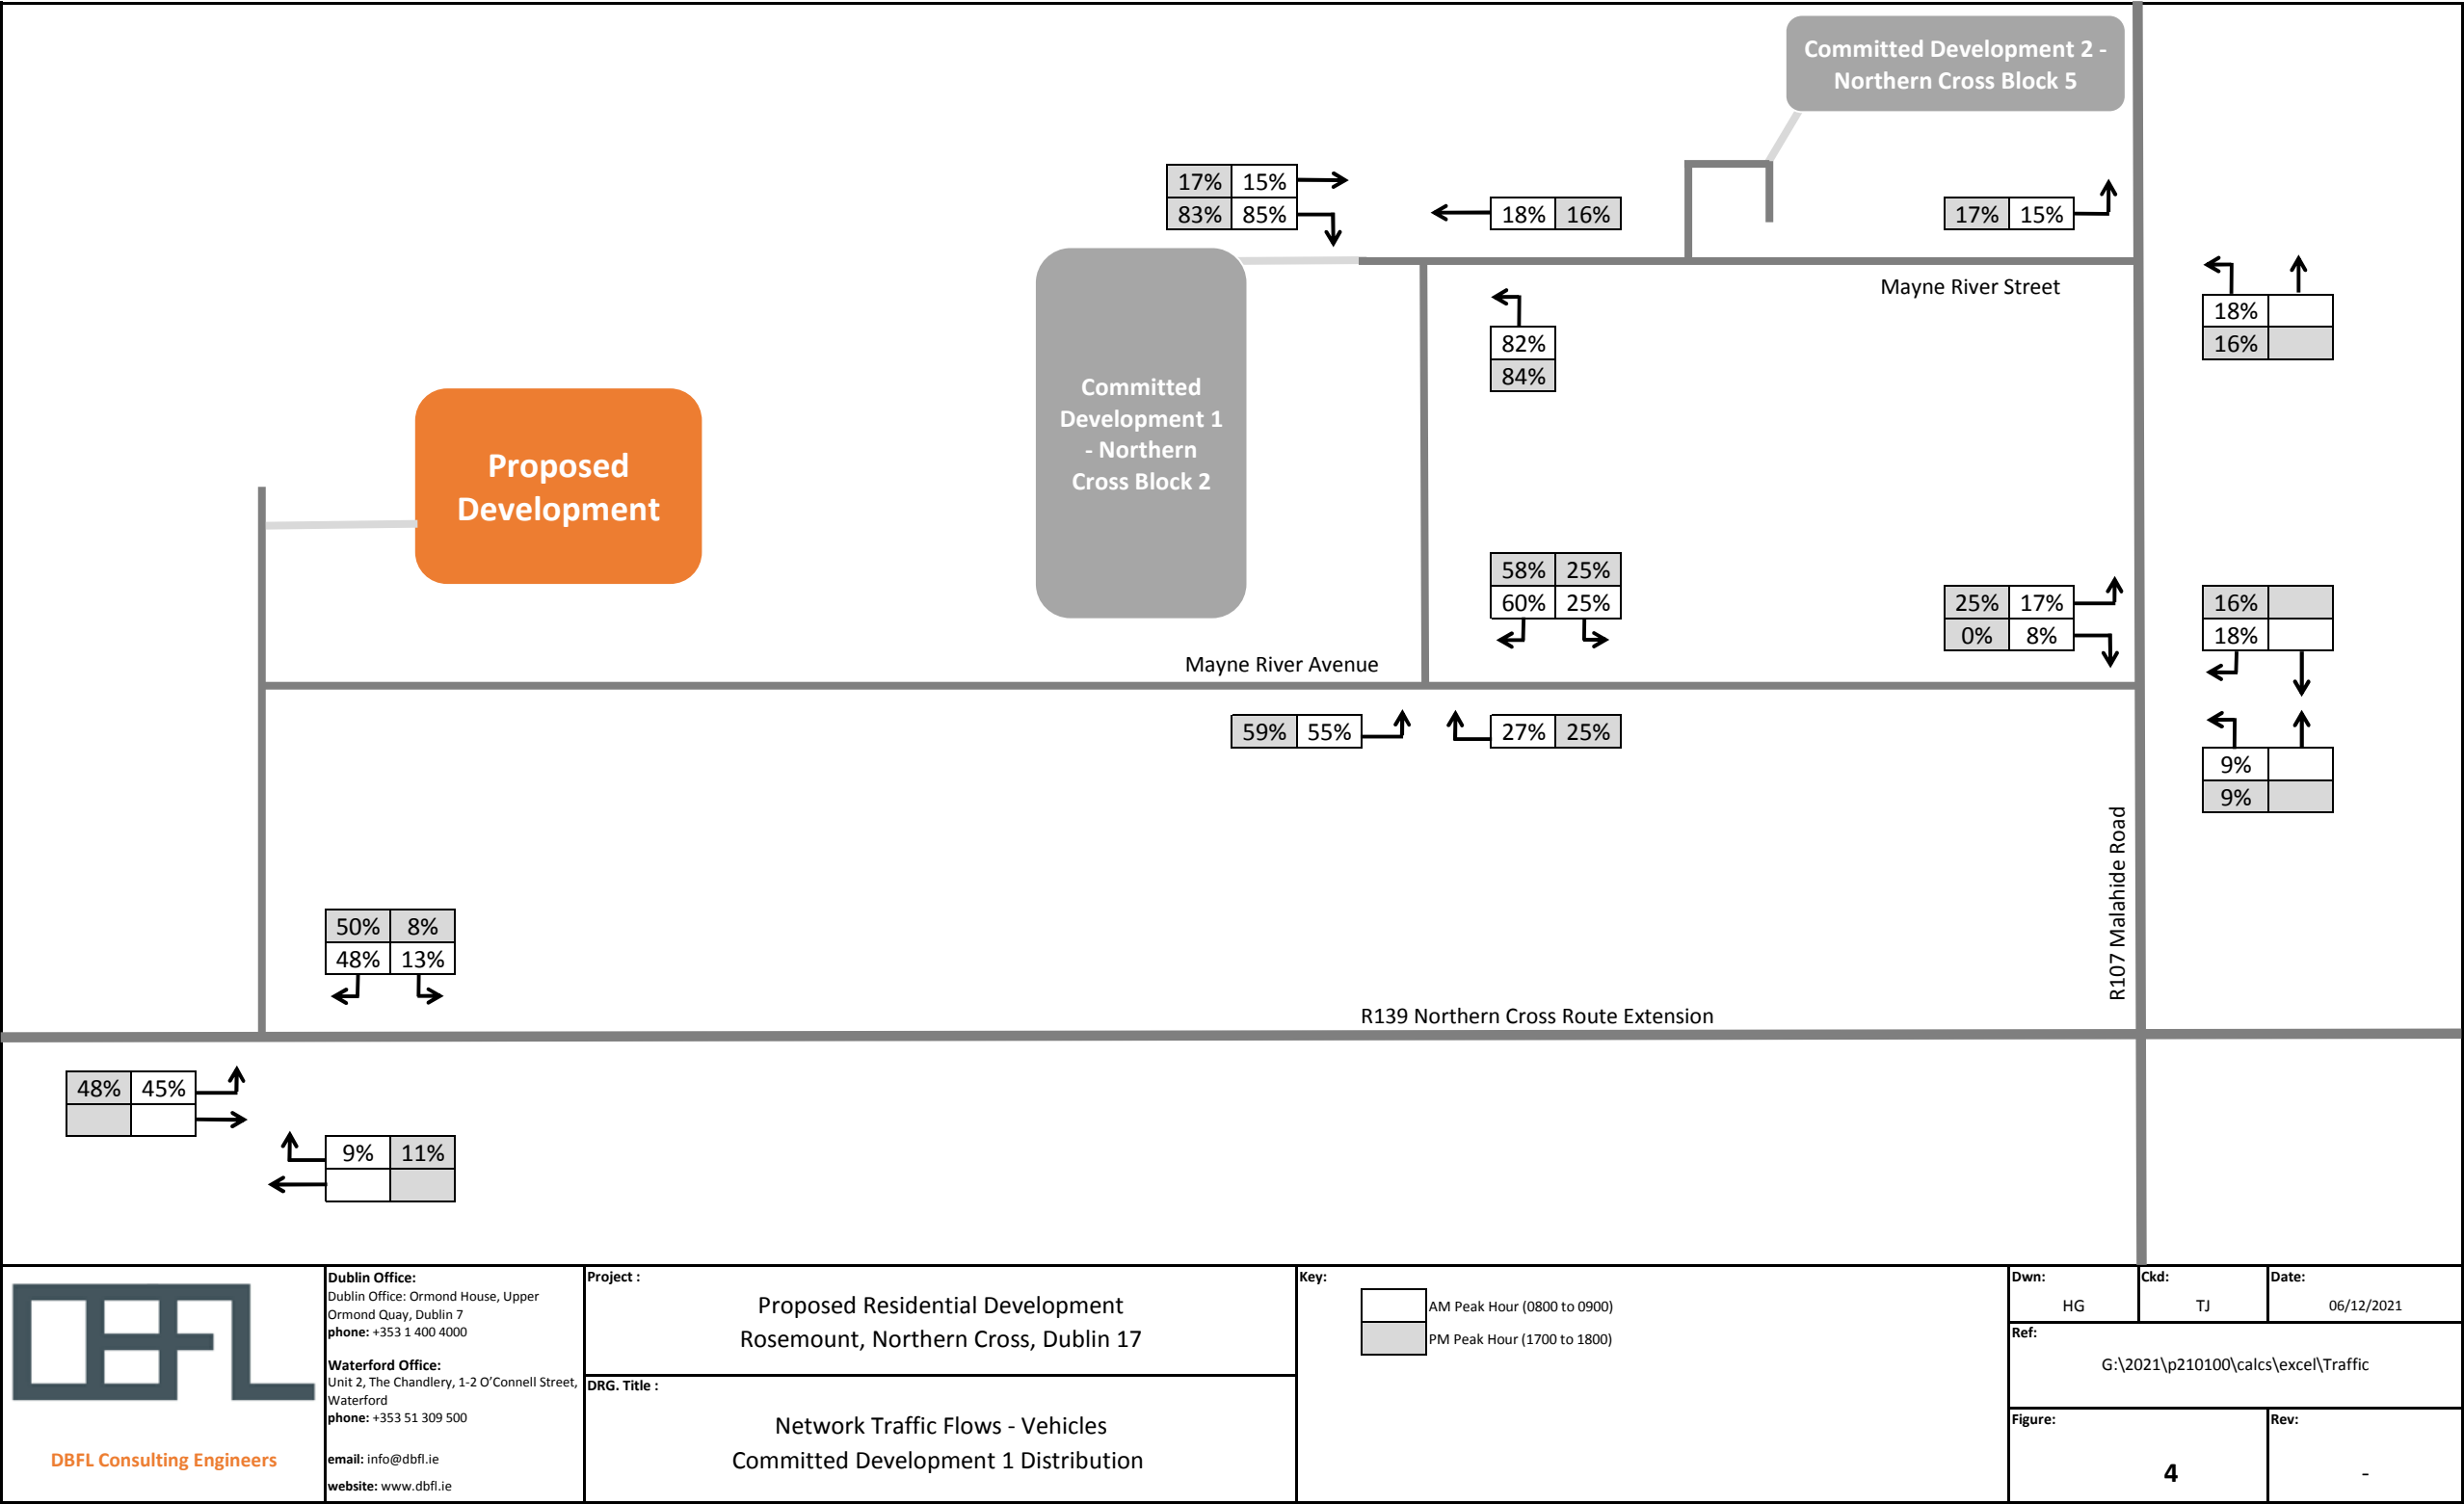 Committed Development 2 -
Northern Cross Block 5
17% 15%
83% 85%
18% 16%
17% 15%
Mayne River Street
18%
16%
82%
84%
Committed
Development 1
- Northern
Cross Block 2
Proposed
Development
58% 25%
60% 25%
25% 17%
0% 8%
16%
18%
Mayne River Avenue
59% 55%
27% 25%
9%
9%
R107 Malahide Road
50% 8%
48% 13%
R139 Northern Cross Route Extension
48% 45%
9% 11%
DBFL
DBFL Consulting Engineers
Dublin Office:
Dublin Office: Ormond House, Upper
Ormond Quay, Dublin 7
phone: +353 1 400 4000
Waterford Office:
Unit 2, The Chandlery, 1-2 O'Connell Street,
Waterford
phone: +353 51 309 500
email: info@dbfl.ie
website: www.dbfl.ie
Project :
Proposed Residential Development
Rosemount, Northern Cross, Dublin 17
DRG. Title :
Network Traffic Flows - Vehicles
Committed Development 1 Distribution
Key:
AM Peak Hour (0800 to 0900)
PM Peak Hour (1700 to 1800)
Dwn: Ckd: Date:
HG TJ 06/12/2021
Ref:
G:\2021\p210100\calcs\excel\Traffic
Figure: Rev:
4 -